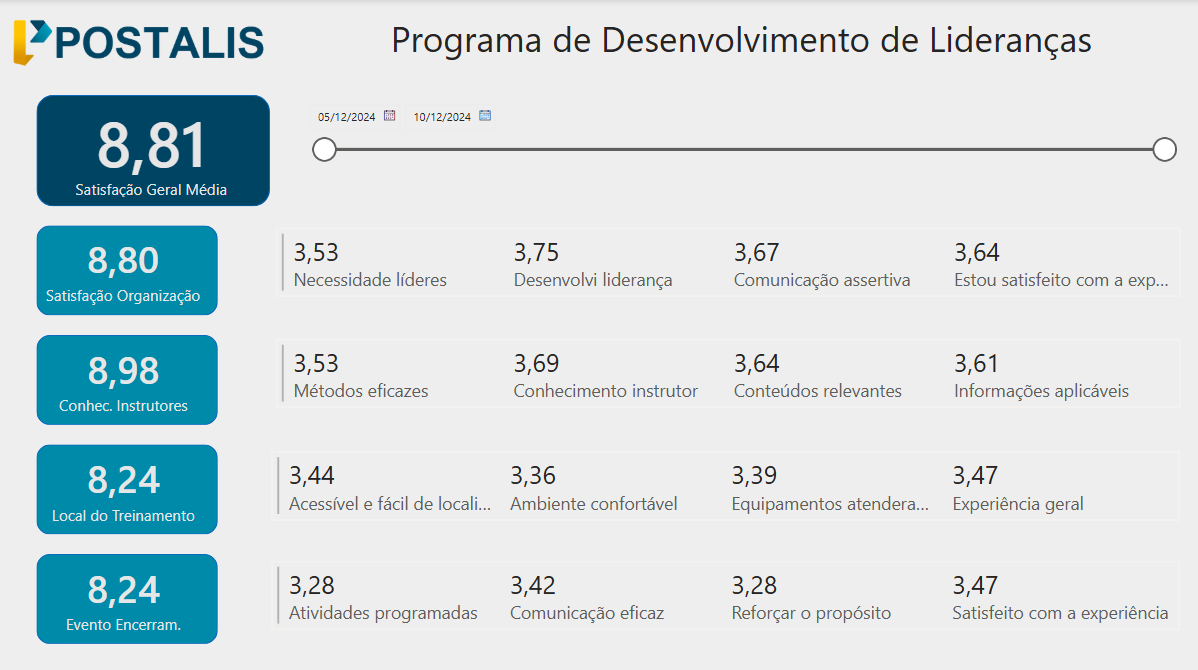 POSTALIS
Programa de Desenvolvimento de Lideranças
8,81
Satisfação Geral Média
05/12/2024 10/12/2024
8,80
Satisfação Organização
3,53 3,75 3,67 3,64
Necessidade líderes Desenvolvi liderança Comunicação assertiva Estou satisfeito com a exp...
8,98
Conhec. Instrutores
3,53 3,69 3,64 3,61
Métodos eficazes Conhecimento instrutor Conteúdos relevantes Informações aplicáveis
8,24
Local do Treinamento
3,44 3,36 3,39 3,47
Acessível e fácil de locali... Ambiente confortável Equipamentos atendera... Experiência geral
8,24
Evento Encerram.
3,28 3,42 3,28 3,47
Atividades programadas Comunicação eficaz Reforçar o propósito Satisfeito com a experiência